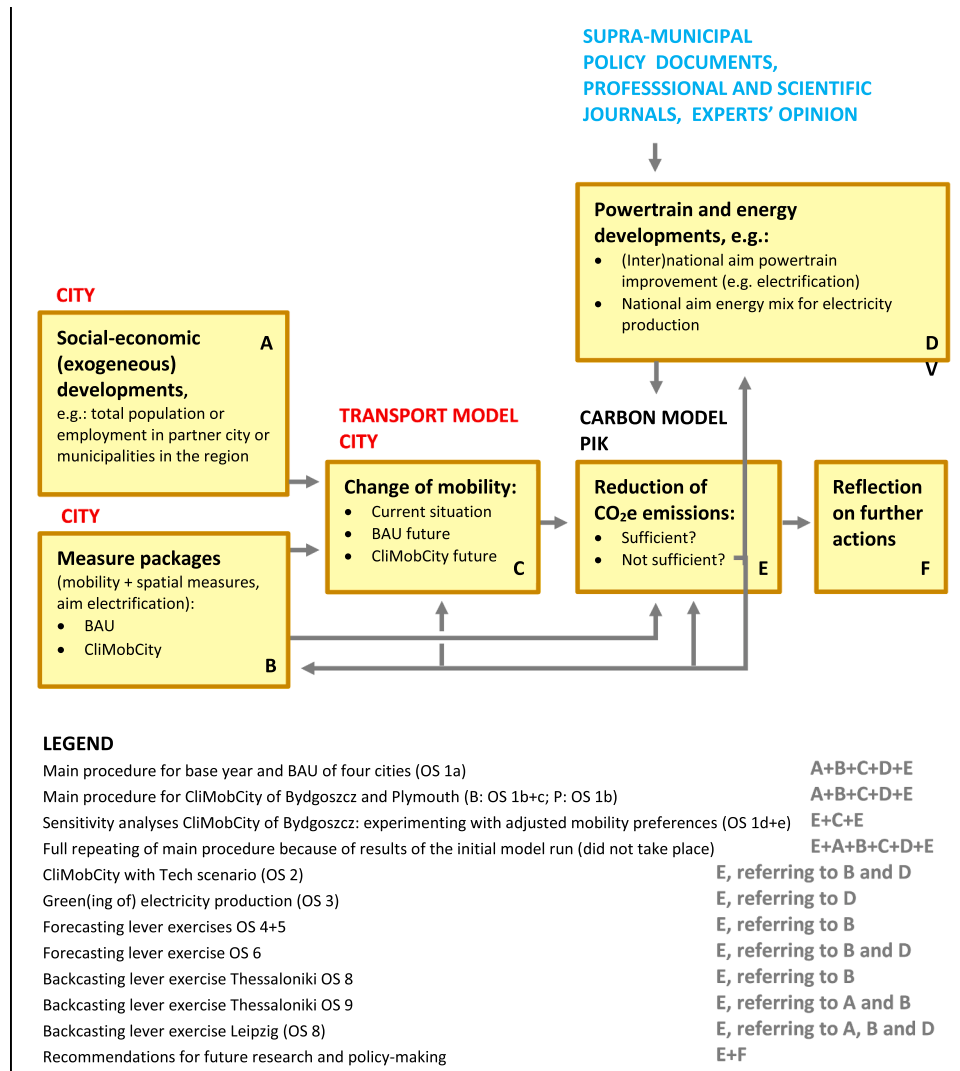 SUPRA-MUNICIPAL
POLICY DOCUMENTS,
PROFESSSIONAL AND SCIENTIFIC
JOURNALS, EXPERTS’ OPINION
Powertrain and energy
developments, e.g.:
• (Inter)national aim powertrain
improvement (e.g. electrification)
• National aim energy mix for electricity
production
D
V
CITY
Social-economic
(exogeneous)
developments,
e.g.: total population or
employment in partner city or
municipalities in the region
A
CITY
Measure packages
(mobility + spatial measures,
aim electrification):
• BAU
• CliMobCity
B
TRANSPORT MODEL
CITY
Change of mobility:
• Current situation
• BAU future
• CliMobCity future
C
CARBON MODEL
PIK
Reduction of
CO₂e emissions:
• Sufficient?
• Not sufficient?
E
Reflection
on further
actions
F
LEGEND
Main procedure for base year and BAU of four cities (OS 1a) A+B+C+D+E
Main procedure for CliMobCity of Bydgoszcz and Plymouth (B: OS 1b+c; P: OS 1b) A+B+C+D+E
Sensitivity analyses CliMobCity of Bydgoszcz: experimenting with adjusted mobility preferences (OS 1d+e) E+C+E
Full repeating of main procedure because of results of the initial model run (did not take place) E+A+B+C+D+E
CliMobCity with Tech scenario (OS 2) E, referring to B and D
Green(ing of) electricity production (OS 3) E, referring to D
Forecasting lever exercises OS 4+5 E, referring to B
Forecasting lever exercise OS 6 E, referring to B and D
Backcasting lever exercise Thessaloniki OS 8 E, referring to B
Backcasting lever exercise Thessaloniki OS 9 E, referring to A and B
Backcasting lever exercise Leipzig (OS 8) E, referring to A, B and D
Recommendations for future research and policy-making E+F